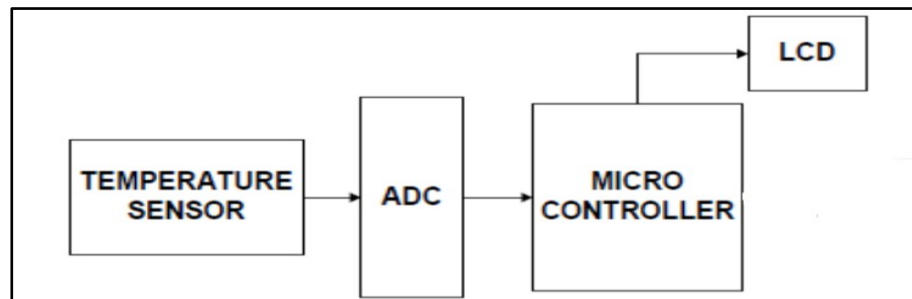 LCD
TEMPERATURE
SENSOR
ADC
MICRO
CONTROLLER